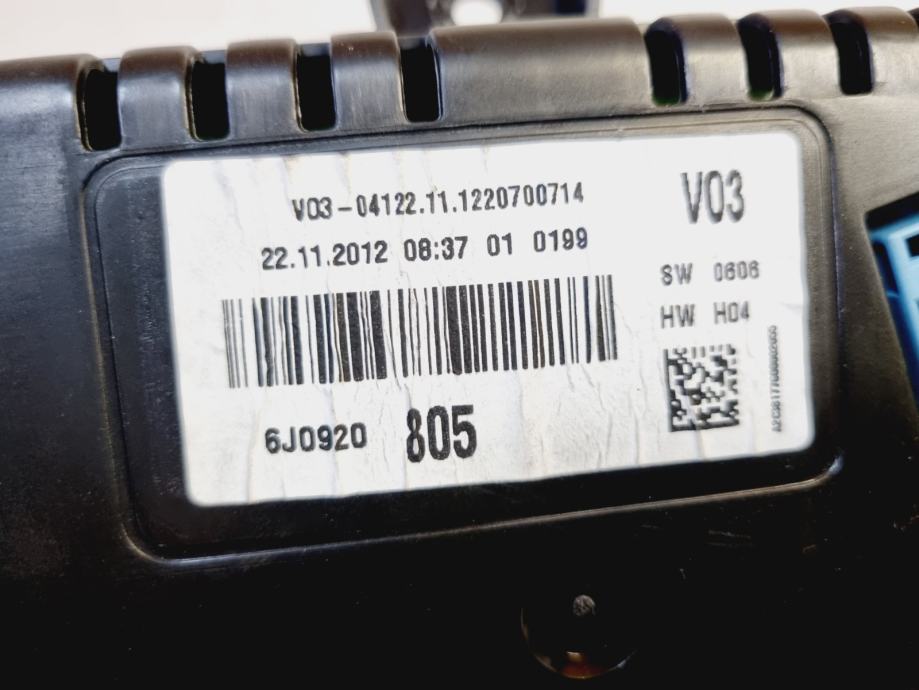 V03-04122.11.1220700714
22.11.2012 08:37 01 0199
V03
SW 0606
HW H04
6J0920 805